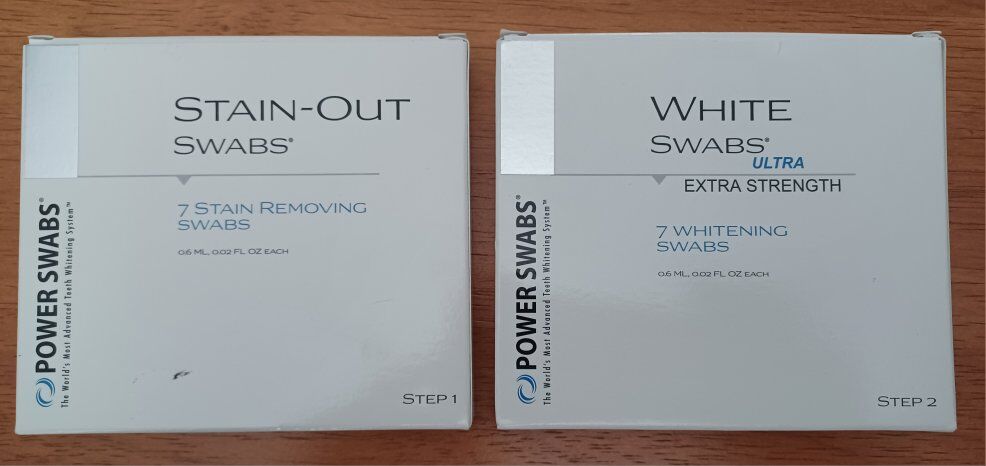 STAIN-OUT
SWABS®
7 STAIN REMOVING
SWABS
0.6 ML, 0.02 FL OZ EACH
POWER SWABS®
The World's Most Advanced Teeth Whitening System™
STEP 1
WHITE
SWABS®
ULTRA
EXTRA STRENGTH
7 WHITENING
SWABS
0.6 ML, 0.02 FL OZ EACH
POWER SWABS®
The World's Most Advanced Teeth Whitening System™
STEP 2